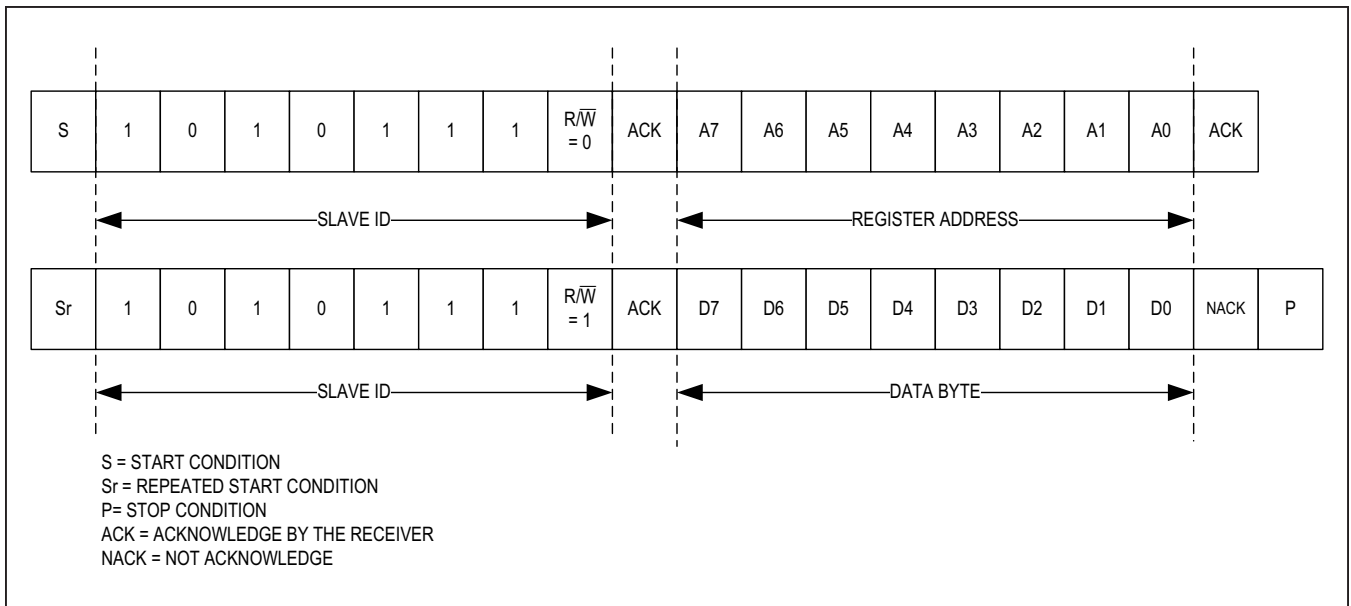 S 1 0 1 0 1 1 1 R/W̅ = 0 ACK A7 A6 A5 A4 A3 A2 A1 A0 ACK
SLAVE ID
REGISTER ADDRESS
Sr 1 0 1 0 1 1 1 R/W̅ = 1 ACK D7 D6 D5 D4 D3 D2 D1 D0 NACK P
SLAVE ID
DATA BYTE
S = START CONDITION
Sr = REPEATED START CONDITION
P= STOP CONDITION
ACK = ACKNOWLEDGE BY THE RECEIVER
NACK = NOT ACKNOWLEDGE